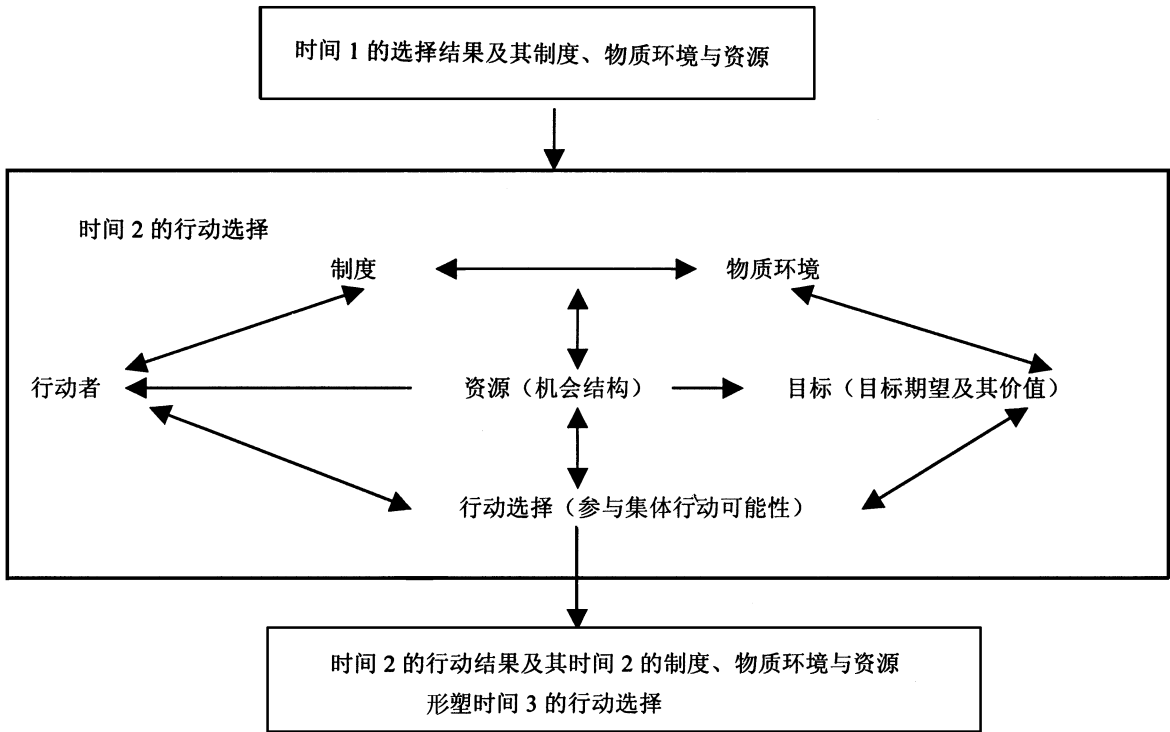 时间 1 的选择结果及其制度、物质环境与资源
时间 2 的行动选择
制度
物质环境
行动者
资源（机会结构）
目标（目标期望及其价值）
行动选择（参与集体行动可能性）
时间 2 的行动结果及其时间 2 的制度、物质环境与资源
形塑时间 3 的行动选择